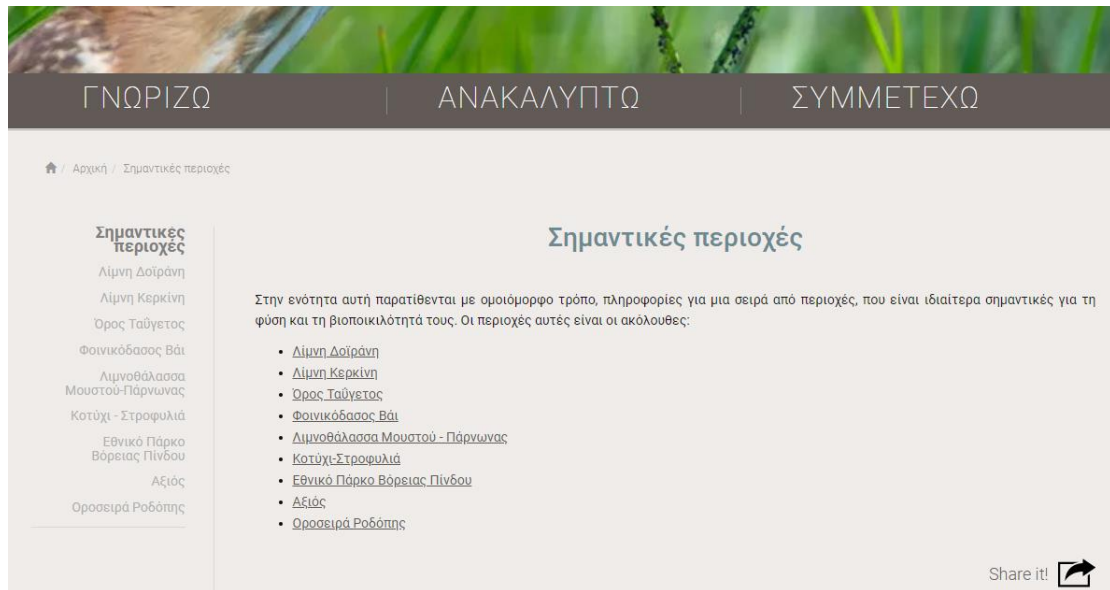 ΓΝΩΡΙΖΩ
ΑΝΑΚΑΛΥΠΤΩ
ΣΥΜΜΕΤΕΧΩ
/ Αρχική / Σημαντικές περιοχές
Σημαντικές
περιοχές
Λίμνη Δοϊράνη
Λίμνη Κερκίνη
Όρος Ταΰγετος
Φοινικόδασος Βάι
Λιμνοθάλασσα
Μουστού-Πάρνωνας
Κοτύχι - Στροφυλιά
Εθνικό Πάρκο
Βόρειας Πίνδου
Αξιός
Οροσειρά Ροδόπης
Σημαντικές περιοχές
Στην ενότητα αυτή παρατίθενται με ομοιόμορφο τρόπο, πληροφορίες για μια σειρά από περιοχές, που είναι ιδιαίτερα σημαντικές για τη
φύση και τη βιοποικιλότητά τους. Οι περιοχές αυτές είναι οι ακόλουθες:
• Λίμνη Δοϊράνη
• Λίμνη Κερκίνη
• Όρος Ταΰγετος
• Φοινικόδασος Βάι
• Λιμνοθάλασσα Μουστού - Πάρνωνας
• Κοτύχι-Στροφυλιά
• Εθνικό Πάρκο Βόρειας Πίνδου
• Αξιός
• Οροσειρά Ροδόπης
Share it!